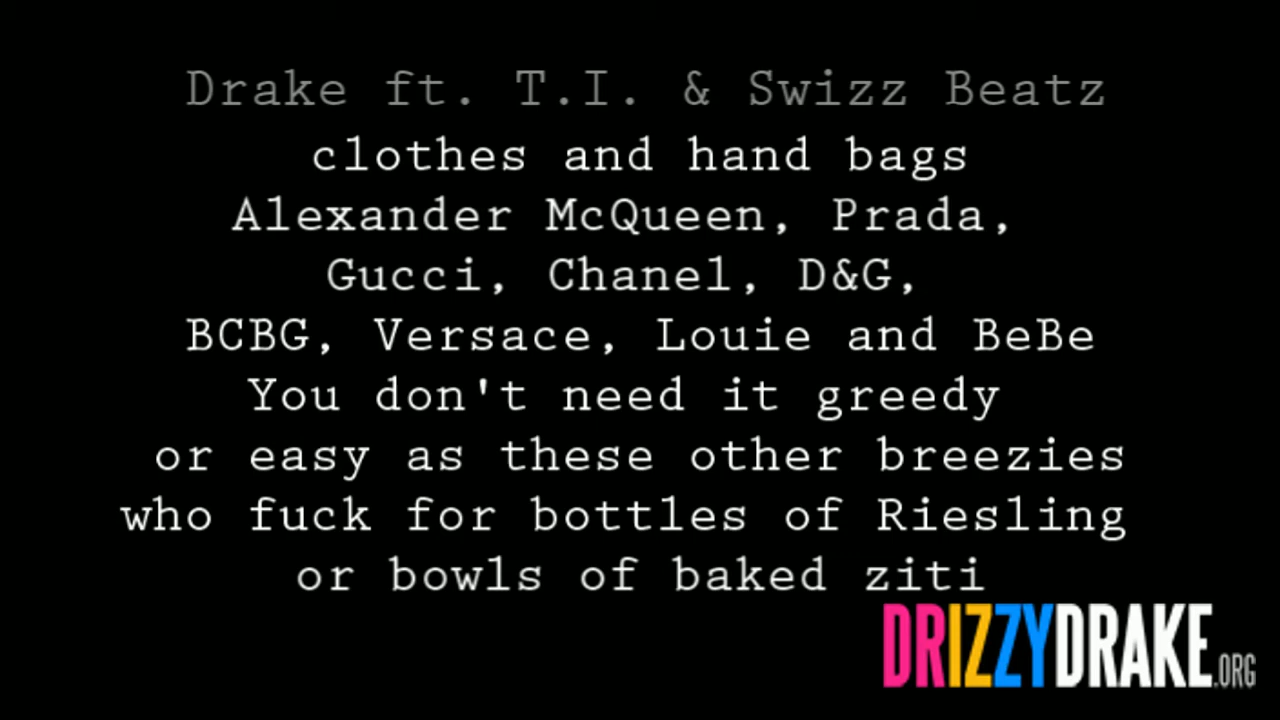 Drake ft. T.I. & Swizz Beatz
clothes and hand bags
Alexander McQueen, Prada,
Gucci, Chanel, D&G,
BCBG, Versace, Louie and BeBe
You don't need it greedy
or easy as these other breezies
who fuck for bottles of Riesling
or bowls of baked ziti
DRIZZYDRAKE.ORG